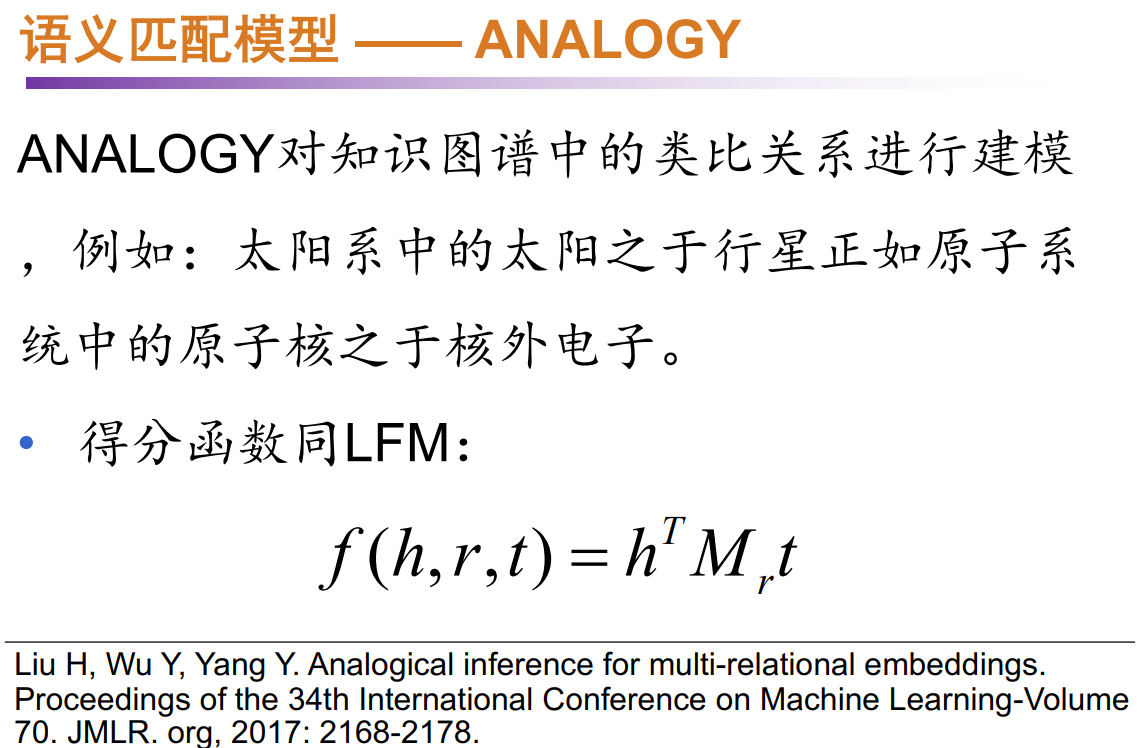 语义匹配模型 —— ANALOGY
ANALOGY对知识图谱中的类比关系进行建模
，例如：太阳系中的太阳之于行星正如原子系
统中的原子核之于核外电子。
• 得分函数同LFM：
f(h,r,t) = h^T M_r t
Liu H, Wu Y, Yang Y. Analogical inference for multi-relational embeddings.
Proceedings of the 34th International Conference on Machine Learning-Volume
70. JMLR. org, 2017: 2168-2178.